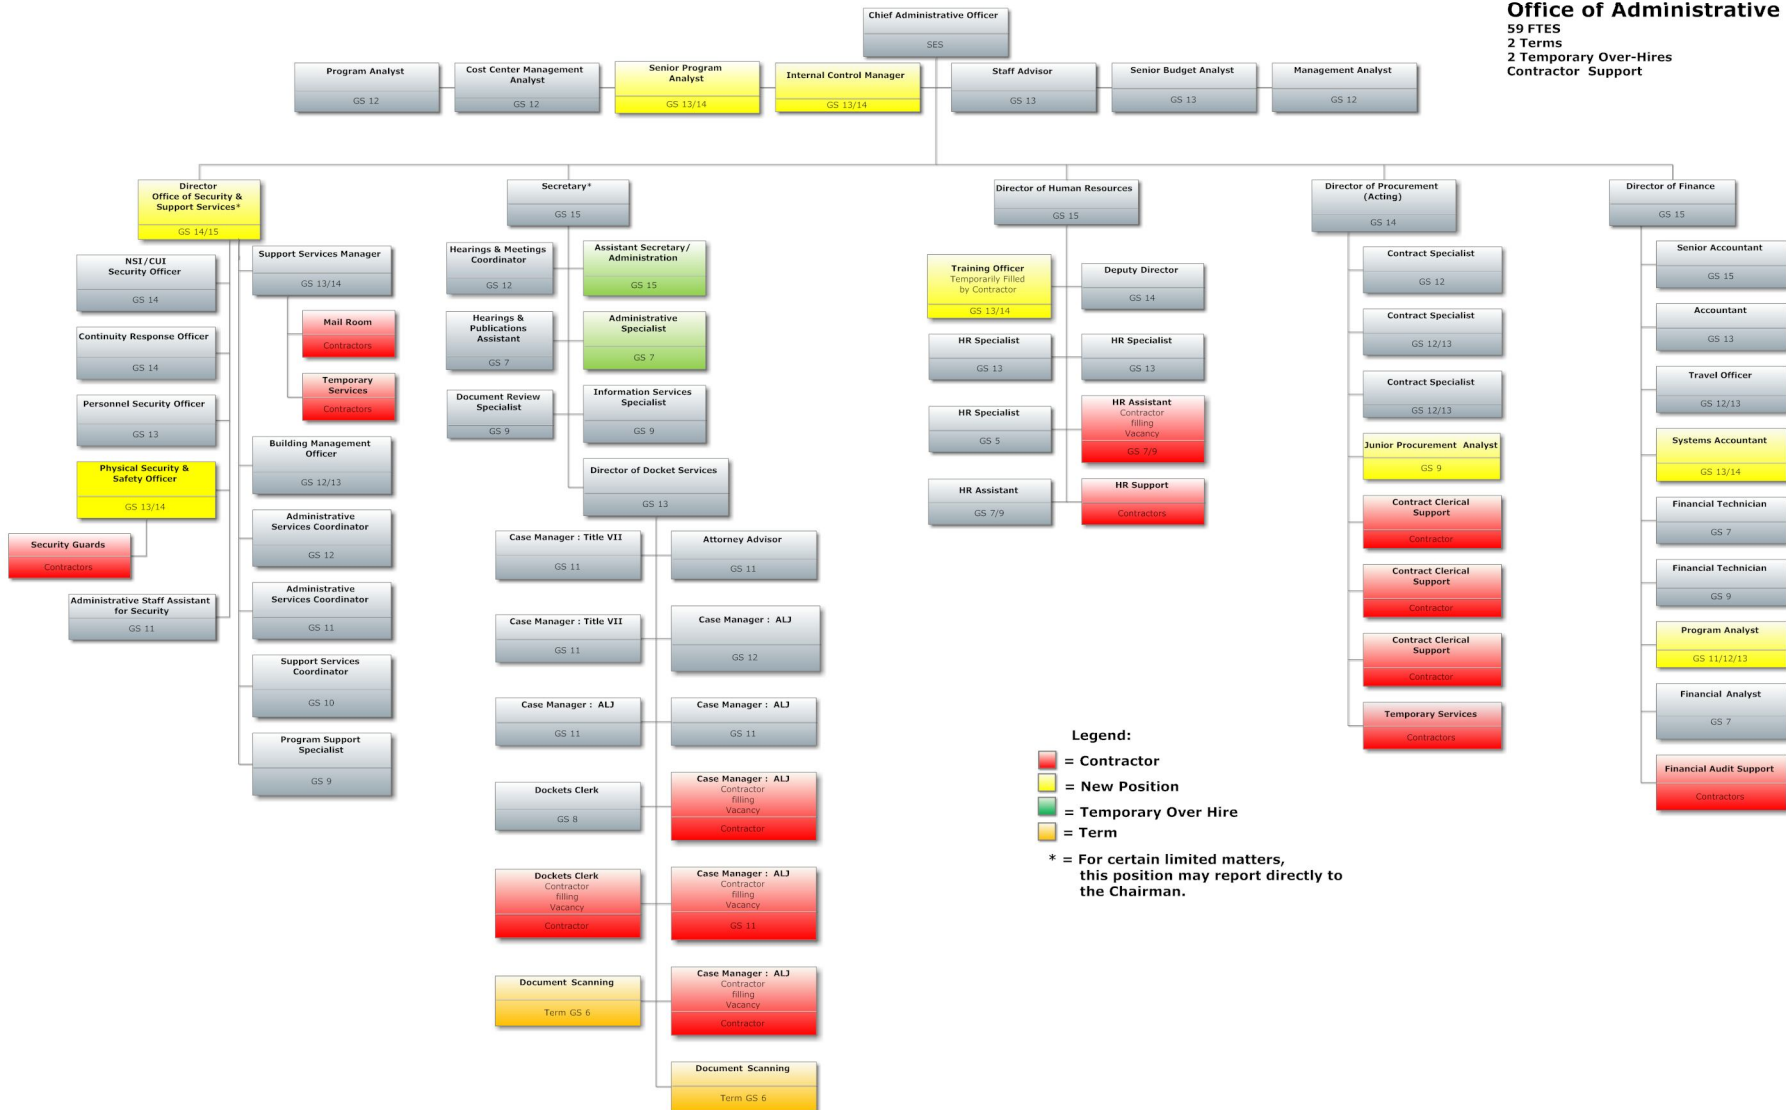 Office of Administrative
59 FTES
2 Terms
2 Temporary Over-Hires
Contractor Support
Chief Administrative Officer
SES
Program Analyst
GS 12
Cost Center Management
Analyst
GS 12
Senior Program
Analyst
GS 13/14
Internal Control Manager
GS 13/14
Staff Advisor
GS 13
Senior Budget Analyst
GS 13
Management Analyst
GS 12
Director
Office of Security &
Support Services*
GS 14/15
NSI/CUI
Security Officer
GS 14
Continuity Response Officer
GS 14
Personnel Security Officer
GS 13
Physical Security &
Safety Officer
GS 13/14
Security Guards
Contractors
Administrative Staff Assistant
for Security
GS 11
Support Services Manager
GS 13/14
Mail Room
Contractors
Temporary
Services
Contractors
Building Management
Officer
GS 12/13
Administrative
Services Coordinator
GS 12
Administrative
Services Coordinator
GS 11
Support Services
Coordinator
GS 10
Program Support
Specialist
GS 9
Secretary*
GS 15
Hearings & Meetings
Coordinator
GS 12
Assistant Secretary/
Administration
GS 15
Hearings &
Publications
Assistant
GS 7
Administrative
Specialist
GS 7
Document Review
Specialist
GS 9
Information Services
Specialist
GS 9
Director of Docket Services
GS 13
Case Manager : Title VII
GS 11
Attorney Advisor
GS 11
Case Manager : Title VII
GS 11
Case Manager : ALJ
GS 12
Case Manager : ALJ
GS 11
Case Manager : ALJ
GS 11
Dockets Clerk
GS 8
Case Manager : ALJ
Contractor
filling
Vacancy
Contractor
Dockets Clerk
Contractor
filling
Vacancy
Contractor
Case Manager : ALJ
Contractor
filling
Vacancy
GS 11
Document Scanning
Term GS 6
Case Manager : ALJ
Contractor
filling
Vacancy
Contractor
Document Scanning
Term GS 6
Director of Human Resources
GS 15
Training Officer
Temporarily Filled
by Contractor
GS 13/14
Deputy Director
GS 14
HR Specialist
GS 13
HR Specialist
GS 13
HR Specialist
GS 5
HR Assistant
Contractor
filling
Vacancy
GS 7/9
HR Assistant
GS 7/9
HR Support
Contractors
Director of Procurement
(Acting)
GS 14
Contract Specialist
GS 12
Contract Specialist
GS 12/13
Contract Specialist
GS 12/13
Junior Procurement Analyst
GS 9
Contract Clerical
Support
Contractor
Contract Clerical
Support
Contractor
Contract Clerical
Support
Contractor
Temporary Services
Contractors
Director of Finance
GS 15
Senior Accountant
GS 15
Accountant
GS 13
Travel Officer
GS 12/13
Systems Accountant
GS 13/14
Financial Technician
GS 7
Financial Technician
GS 9
Program Analyst
GS 11/12/13
Financial Analyst
GS 7
Financial Audit Support
Contractors
Legend:
= Contractor
= New Position
= Temporary Over Hire
= Term
* = For certain limited matters,
this position may report directly to
the Chairman.